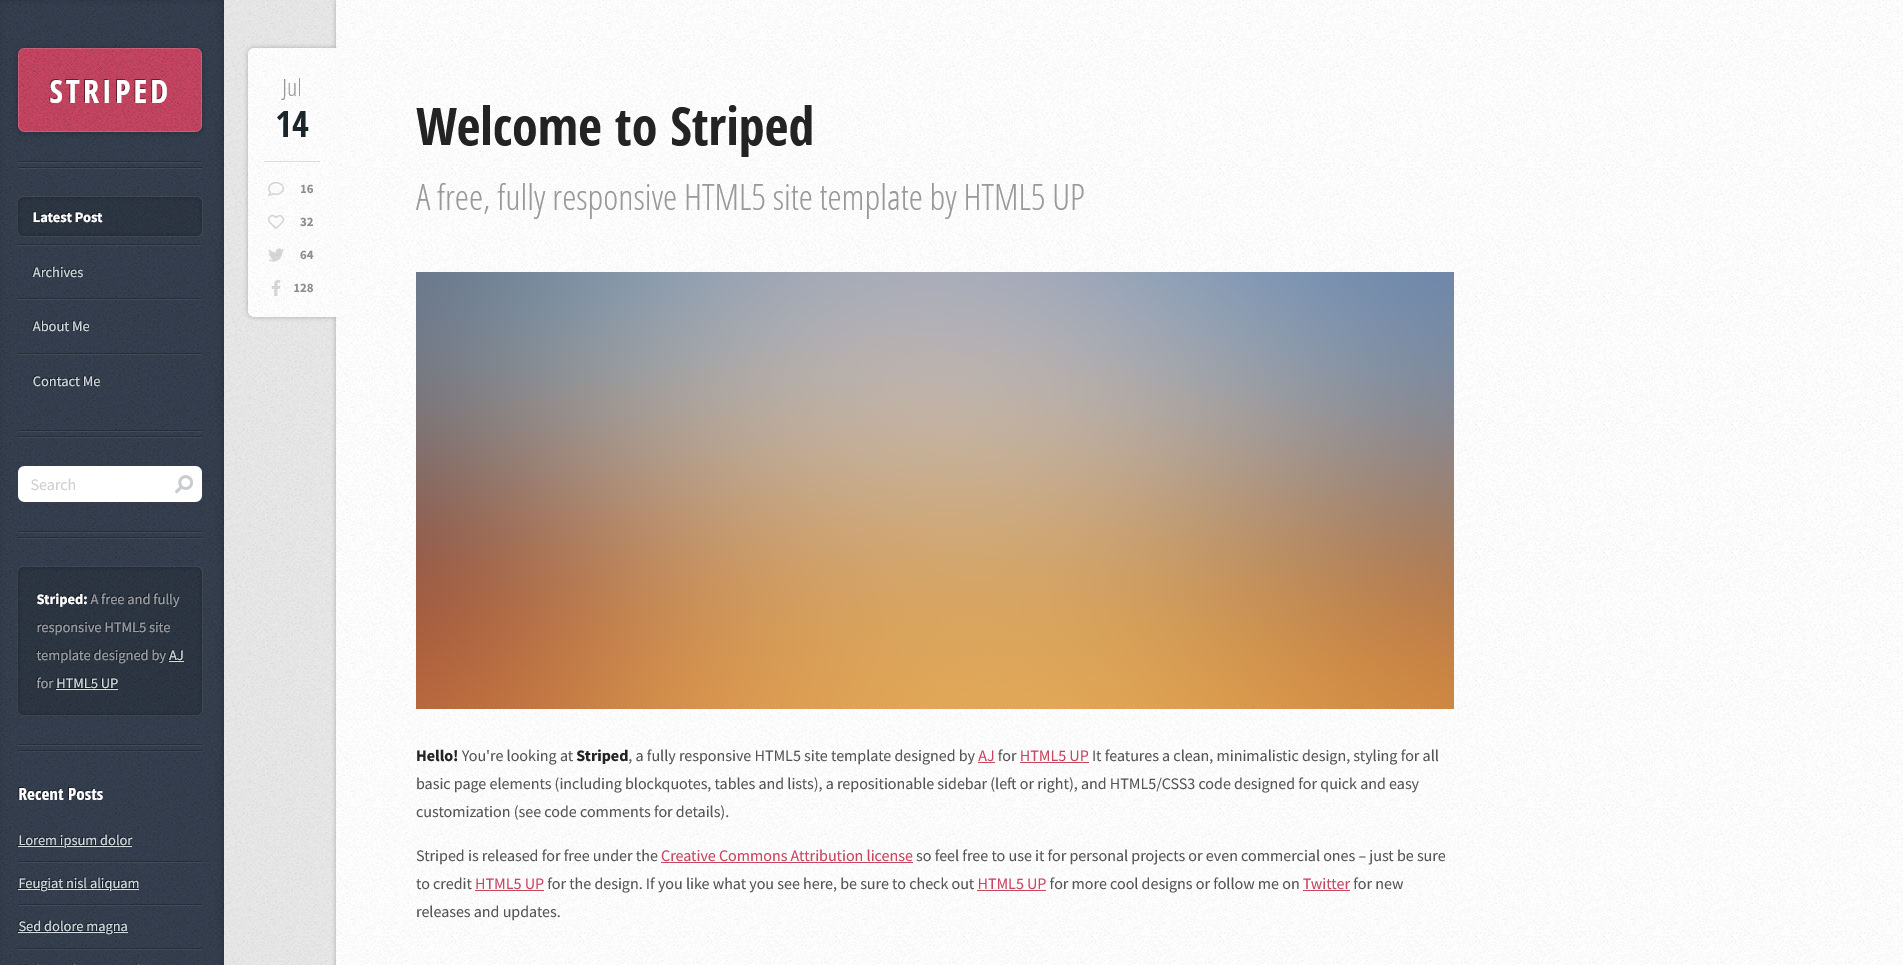 STRIPED
Latest Post
Archives
About Me
Contact Me
Search
Striped: A free and fully
responsive HTML5 site
template designed by AJ
for HTML5 UP
Recent Posts
Lorem ipsum dolor
Feugiat nisl aliquam
Sed dolore magna
Jul
14
16
32
64
128
Welcome to Striped
A free, fully responsive HTML5 site template by HTML5 UP
Hello! You're looking at Striped, a fully responsive HTML5 site template designed by AJ for HTML5 UP It features a clean, minimalistic design, styling for all
basic page elements (including blockquotes, tables and lists), a repositionable sidebar (left or right), and HTML5/CSS3 code designed for quick and easy
customization (see code comments for details).
Striped is released for free under the Creative Commons Attribution license so feel free to use it for personal projects or even commercial ones – just be sure
to credit HTML5 UP for the design. If you like what you see here, be sure to check out HTML5 UP for more cool designs or follow me on Twitter for new
releases and updates.